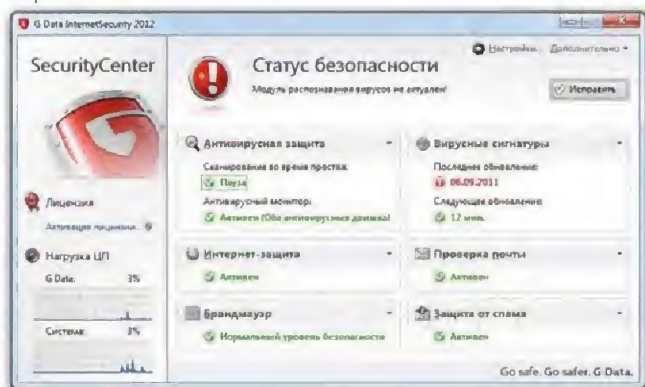 G Data InternetSecurity 2012
SecurityCenter
Настройки... Дополнительно
Статус безопасности
Модуль распознавания вирусов не актуален!
Исправить
Антивирусная защита
Сканирование во время простоя:
Пауза
Антивирусный монитор:
Активен (Оба антивирусных движка)
Вирусные сигнатуры
Последнее обновление:
06.09.2011
Следующее обновление:
12 мин.
Лицензия
Активация лицензии...
Нагрузка ЦП
G Data: 3%
Система: 3%
Интернет-защита
Активен
Проверка почты
Активен
Брандмауэр
Нормальный уровень безопасности
Защита от спама
Активен
Go safe. Go safer. G Data.